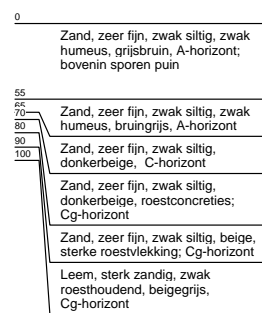 0
Zand, zeer fijn, zwak siltig, zwak
humeus, grijsbruin, A-horizont;
bovenin sporen puin
55
65
Zand, zeer fijn, zwak siltig, zwak
70
humeus, bruingrijs, A-horizont
80
Zand, zeer fijn, zwak siltig,
90
donkerbeige, C-horizont
100
Zand, zeer fijn, zwak siltig,
donkerbeige, roestconcreties;
Cg-horizont
Zand, zeer fijn, zwak siltig, beige,
sterke roestvlekking; Cg-horizont
Leem, sterk zandig, zwak
roesthoudend, beigegrijs,
Cg-horizont